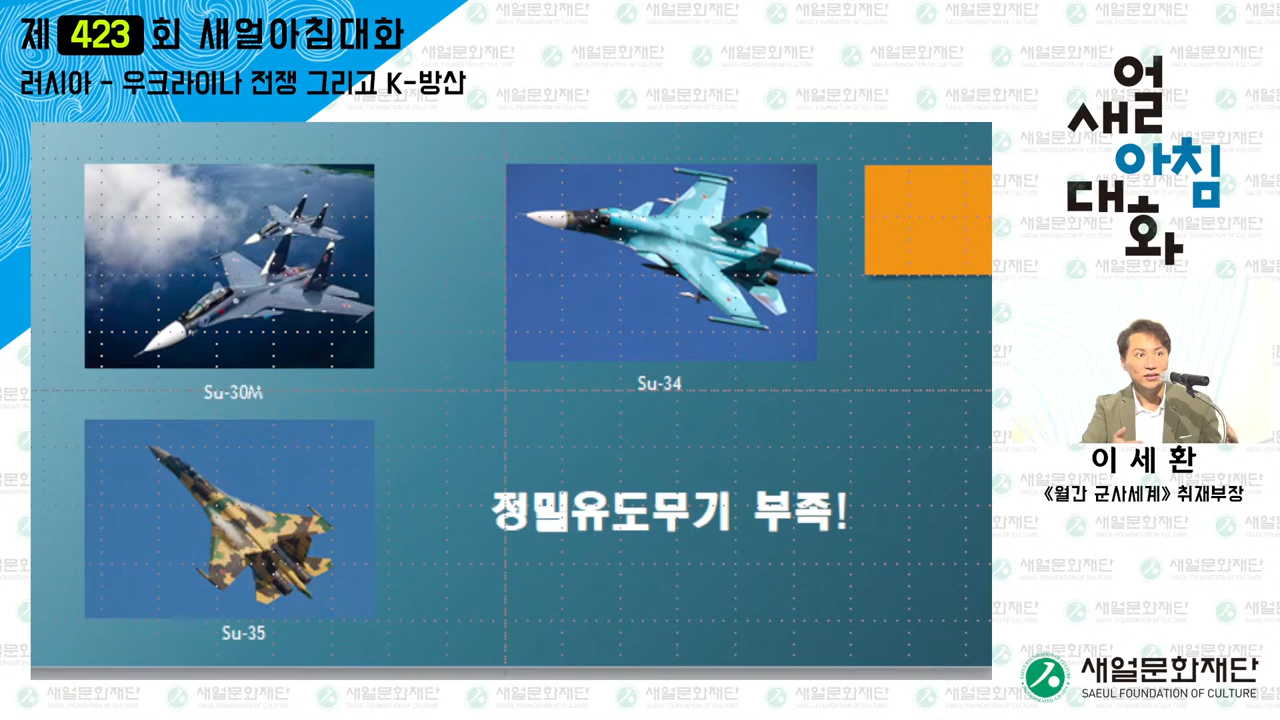 제 423 회 새얼아침대화
러시아 - 우크라이나 전쟁 그리고 K-방산
새얼
아침
대화
Su-30M
Su-34
Su-35
정밀유도무기 부족!
이 세 환
《월간 군사세계》 취재부장
새얼문화재단
SAEUL FOUNDATION OF CULTURE